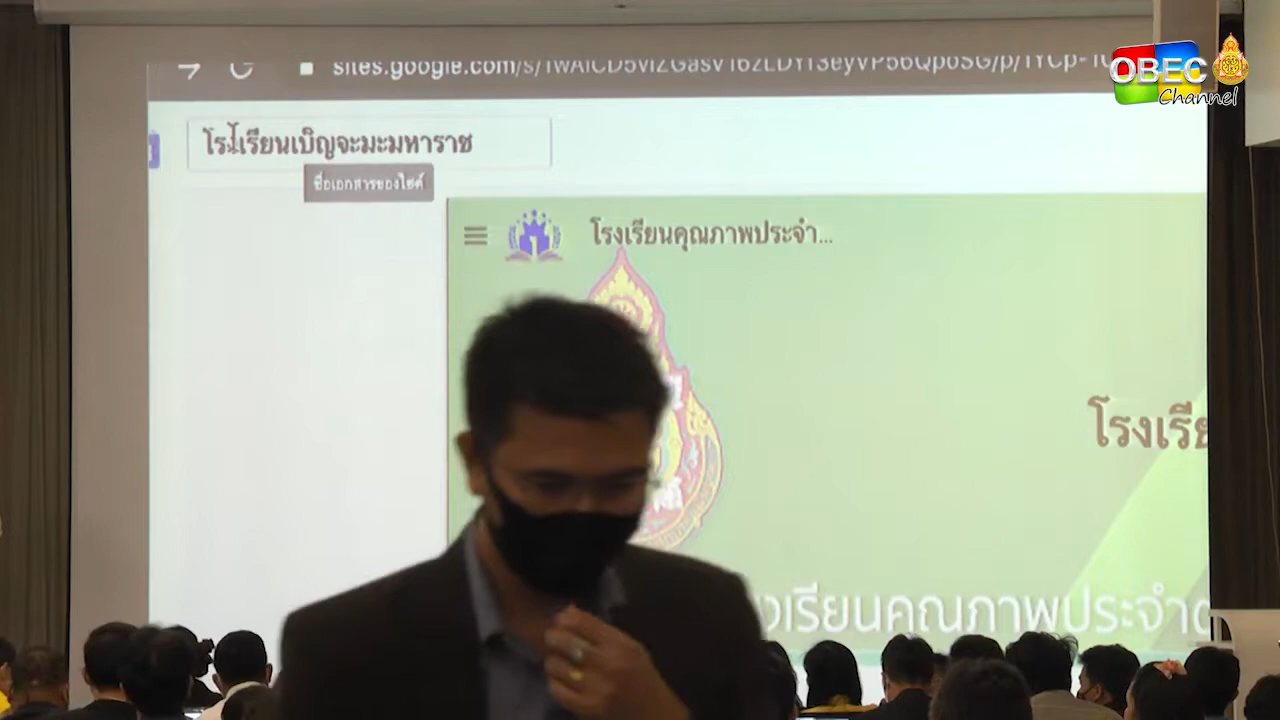 sites.google.com/s/
OBEC
Channel
โรงเรียนเบ็ญจะมะมหาราช
ชื่อเอกสารของไซต์
โรงเรียนคุณภาพประจำ...
โรงเรีย
งเรียนคุณภาพประจำต